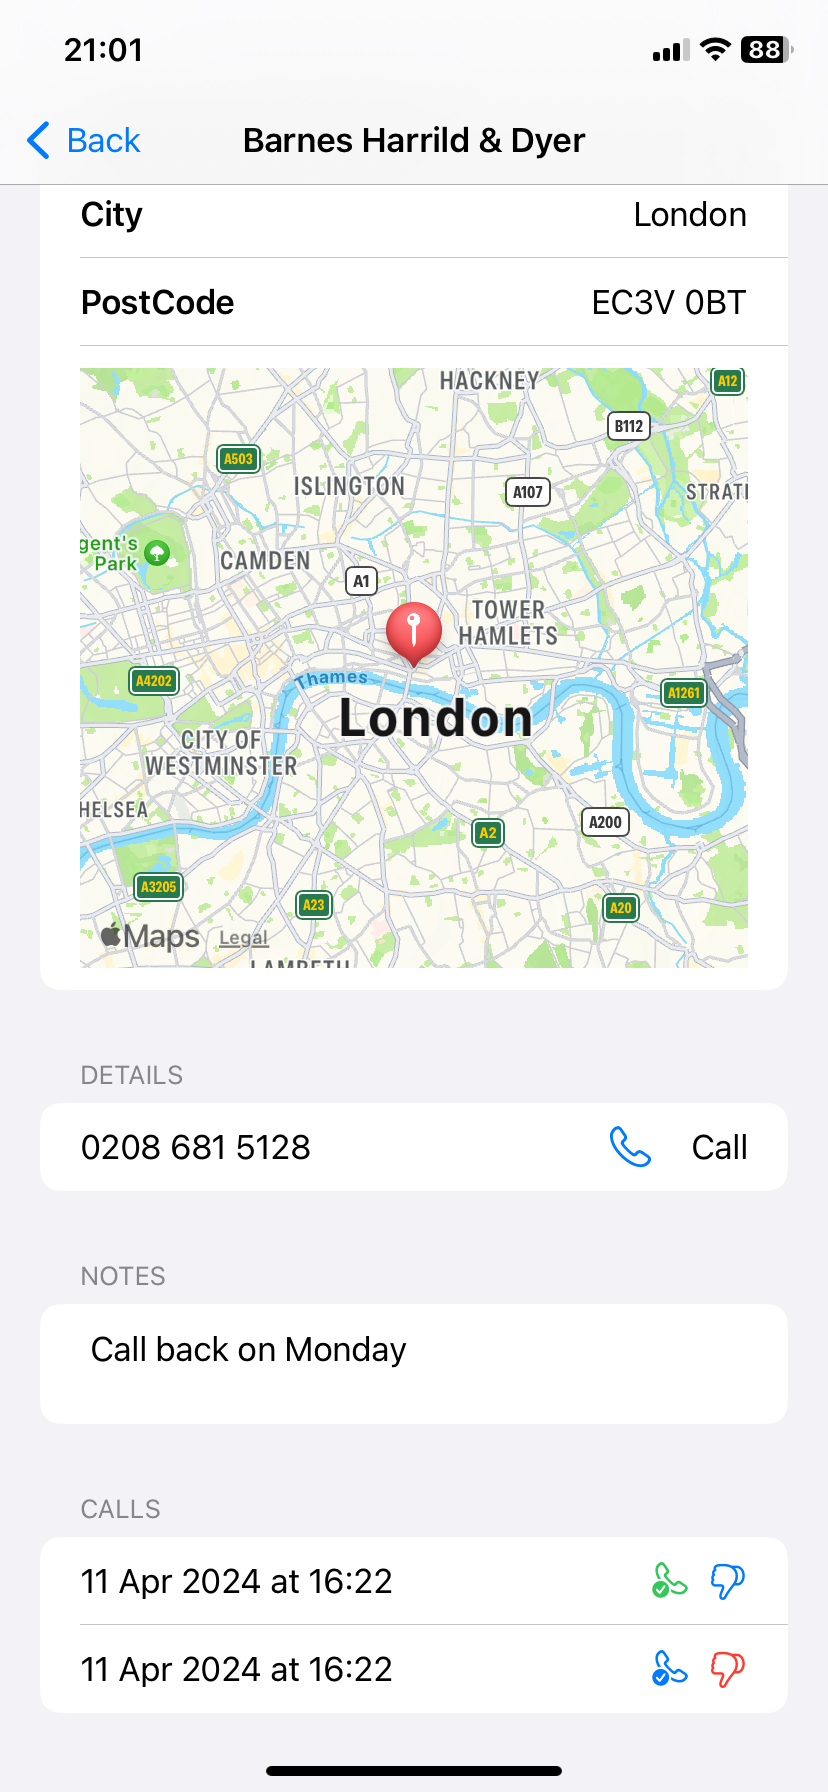 21:01
88
Back
Barnes Harrild & Dyer
City
London
PostCode
EC3V 0BT
HACKNEY
A12
B112
A503
ISLINGTON
A107
STRATI
gent's
Park
CAMDEN
A1
TOWER
HAMLETS
A4202
Thames
A1261
London
CITY OF
WESTMINSTER
HELSEA
A200
A2
A3205
A23
A20
Maps
Legal
LAMBETH
DETAILS
0208 681 5128
Call
NOTES
Call back on Monday
CALLS
11 Apr 2024 at 16:22
11 Apr 2024 at 16:22